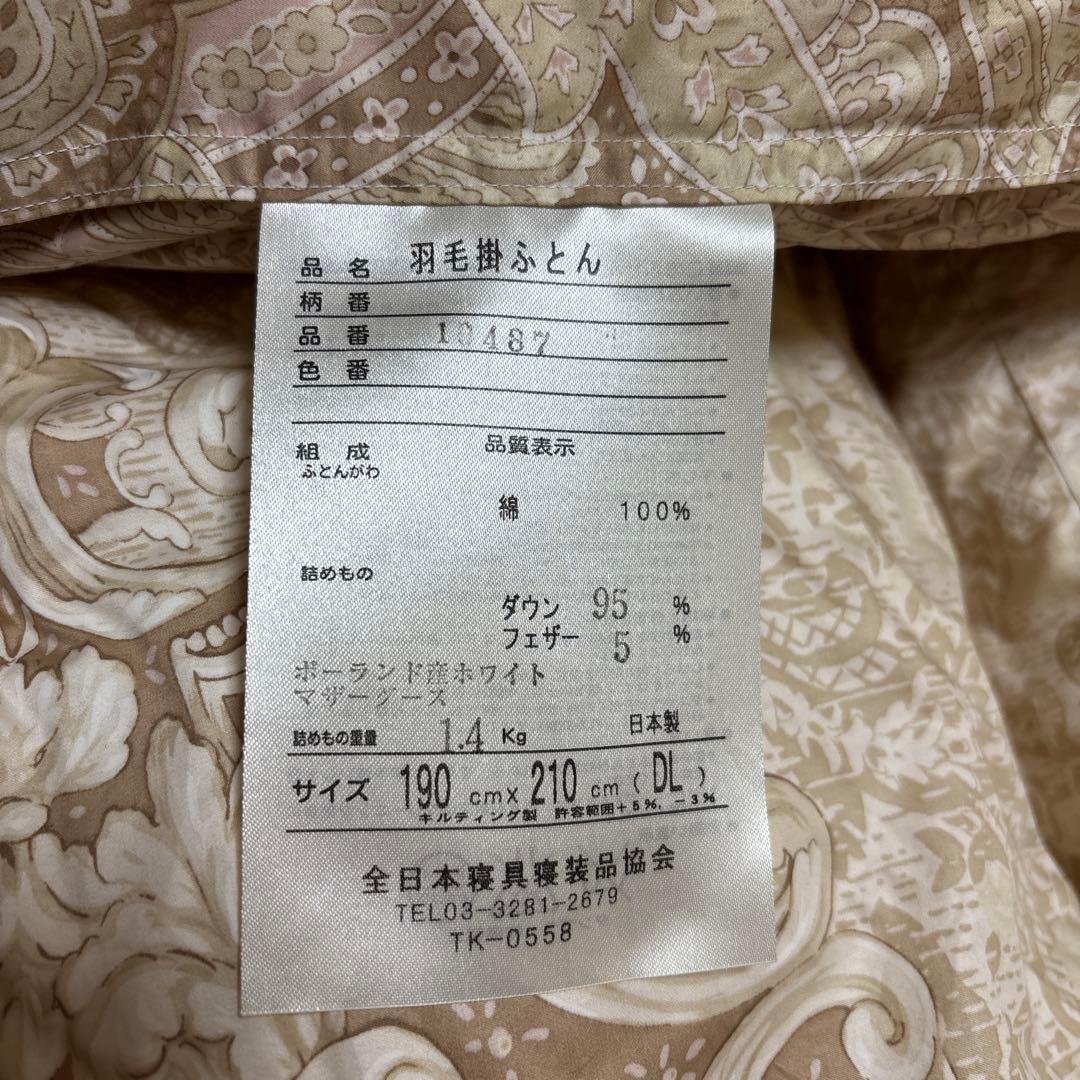 品 名 羽毛掛ふとん
柄 番
品 番 10487
色 番
組 成 品質表示
ふとんがわ
綿 100%
詰めもの
ダウン 95 %
フェザー 5 %
ポーランド産ホワイト
マザーグース
詰めもの重量 1.4 Kg 日本製
サイズ 190 cm× 210 cm ( DL )
キルティング製 許容範囲+5%, -3%
全日本寝具寝装品協会
TEL03-3281-2679
TK-0558